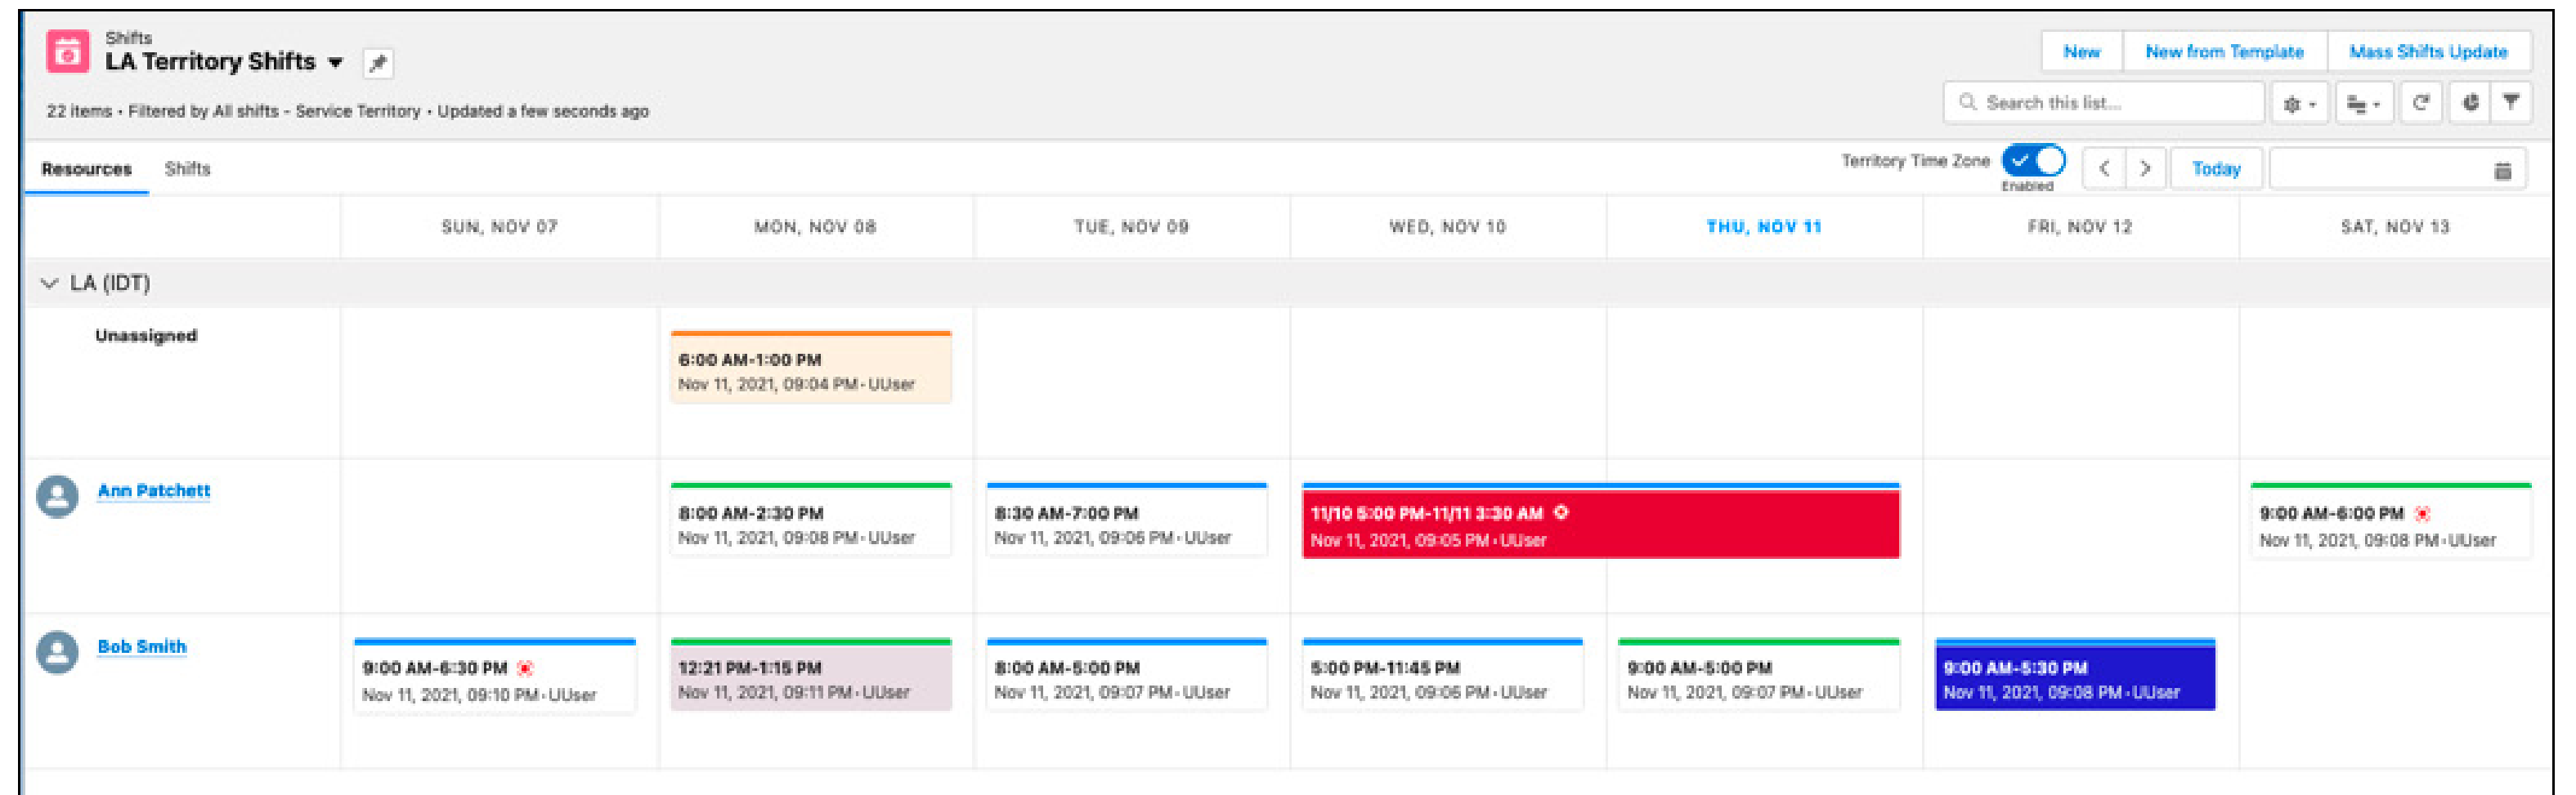 Shifts
LA Territory Shifts
New
New from Template
Mass Shifts Update
22 items • Filtered by All shifts - Service Territory • Updated a few seconds ago
Search this list...
Resources
Shifts
Territory Time Zone
Enabled
Today
SUN, NOV 07
MON, NOV 08
TUE, NOV 09
WED, NOV 10
THU, NOV 11
FRI, NOV 12
SAT, NOV 13
LA (IDT)
Unassigned
6:00 AM-1:00 PM
Nov 11, 2021, 09:04 PM • UUser
Ann Patchett
8:00 AM-2:30 PM
Nov 11, 2021, 09:08 PM • UUser
8:30 AM-7:00 PM
Nov 11, 2021, 09:06 PM • UUser
11/10 5:00 PM-11/11 3:30 AM
Nov 11, 2021, 09:05 PM • UUser
9:00 AM-6:00 PM
Nov 11, 2021, 09:08 PM • UUser
Bob Smith
9:00 AM-6:30 PM
Nov 11, 2021, 09:10 PM • UUser
12:21 PM-1:15 PM
Nov 11, 2021, 09:11 PM • UUser
8:00 AM-5:00 PM
Nov 11, 2021, 09:07 PM • UUser
5:00 PM-11:45 PM
Nov 11, 2021, 09:06 PM • UUser
9:00 AM-5:00 PM
Nov 11, 2021, 09:07 PM • UUser
9:00 AM-5:30 PM
Nov 11, 2021, 09:08 PM • UUser